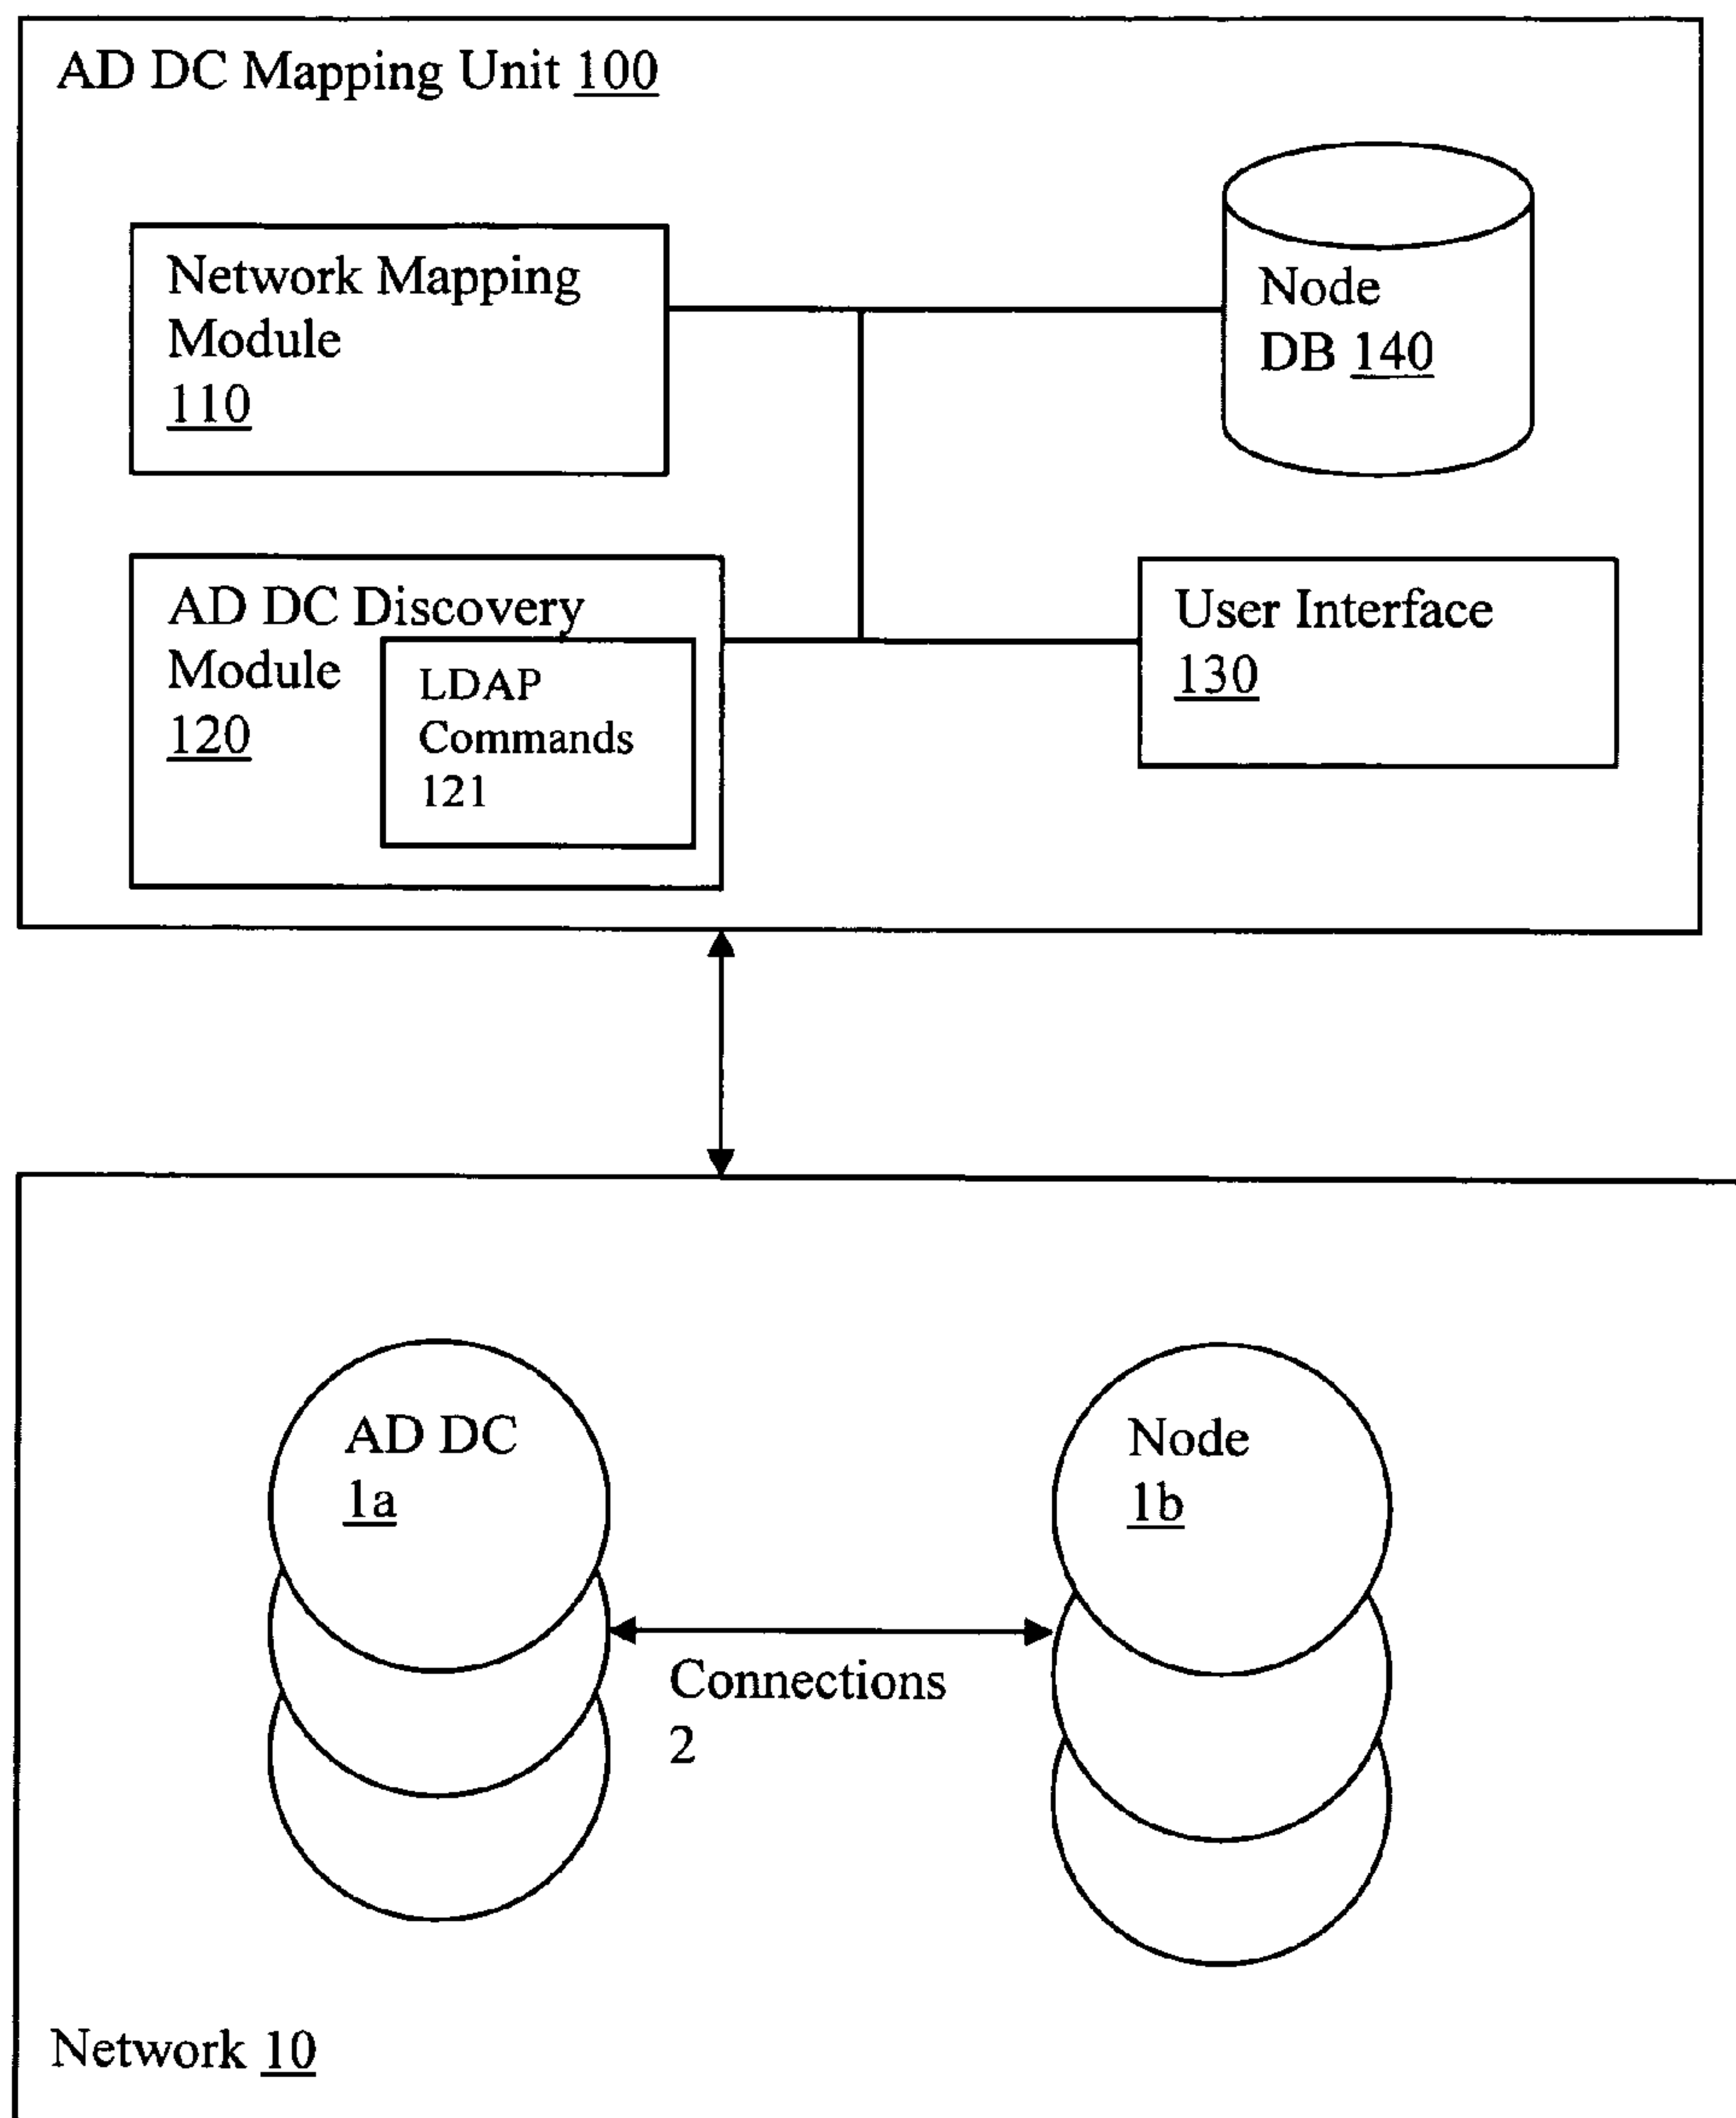 AD DC Mapping Unit 100
Network Mapping
Module
110
Node
DB 140
AD DC Discovery
Module
120
LDAP
Commands
121
User Interface
130
AD DC
1a
Node
1b
Connections
2
Network 10